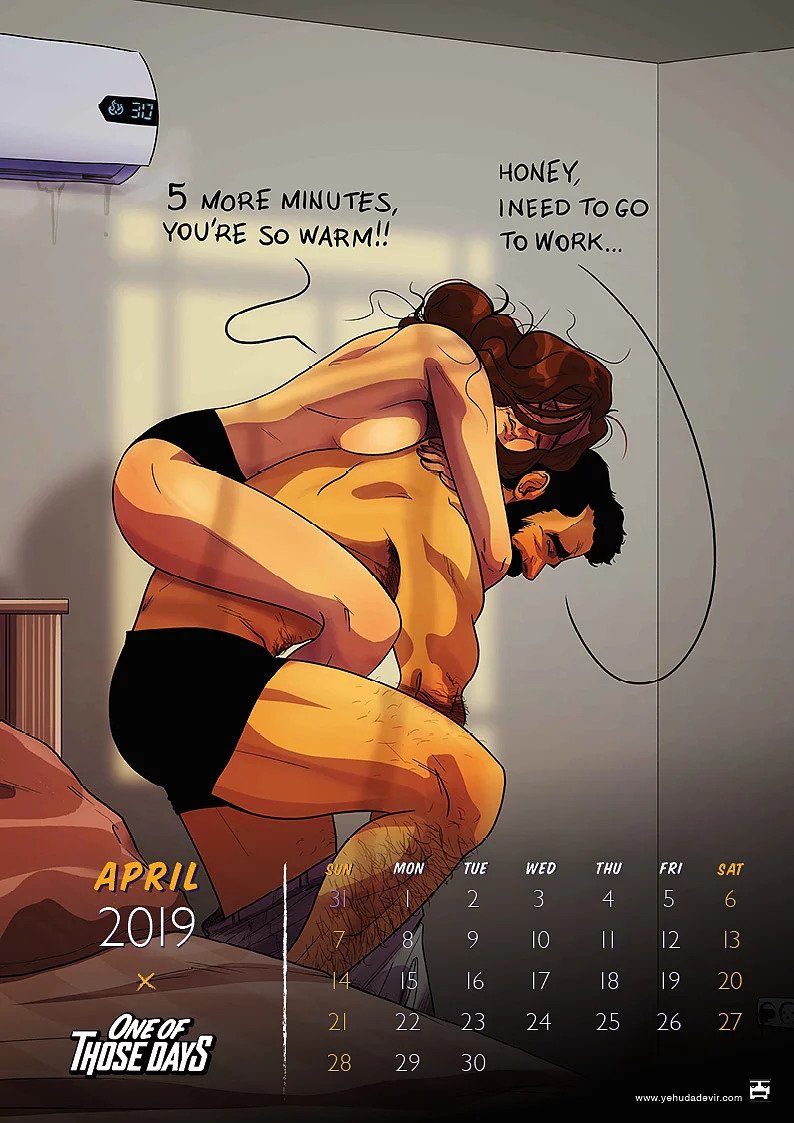 30
5 MORE MINUTES,
YOU'RE SO WARM!!
HONEY,
I NEED TO GO
TO WORK...
APRIL
2019
X
ONE OF
THOSE DAYS
SUN MON TUE WED THU FRI SAT
31 1 2 3 4 5 6
7 8 9 10 11 12 13
14 15 16 17 18 19 20
21 22 23 24 25 26 27
28 29 30
www.yehudadevir.com